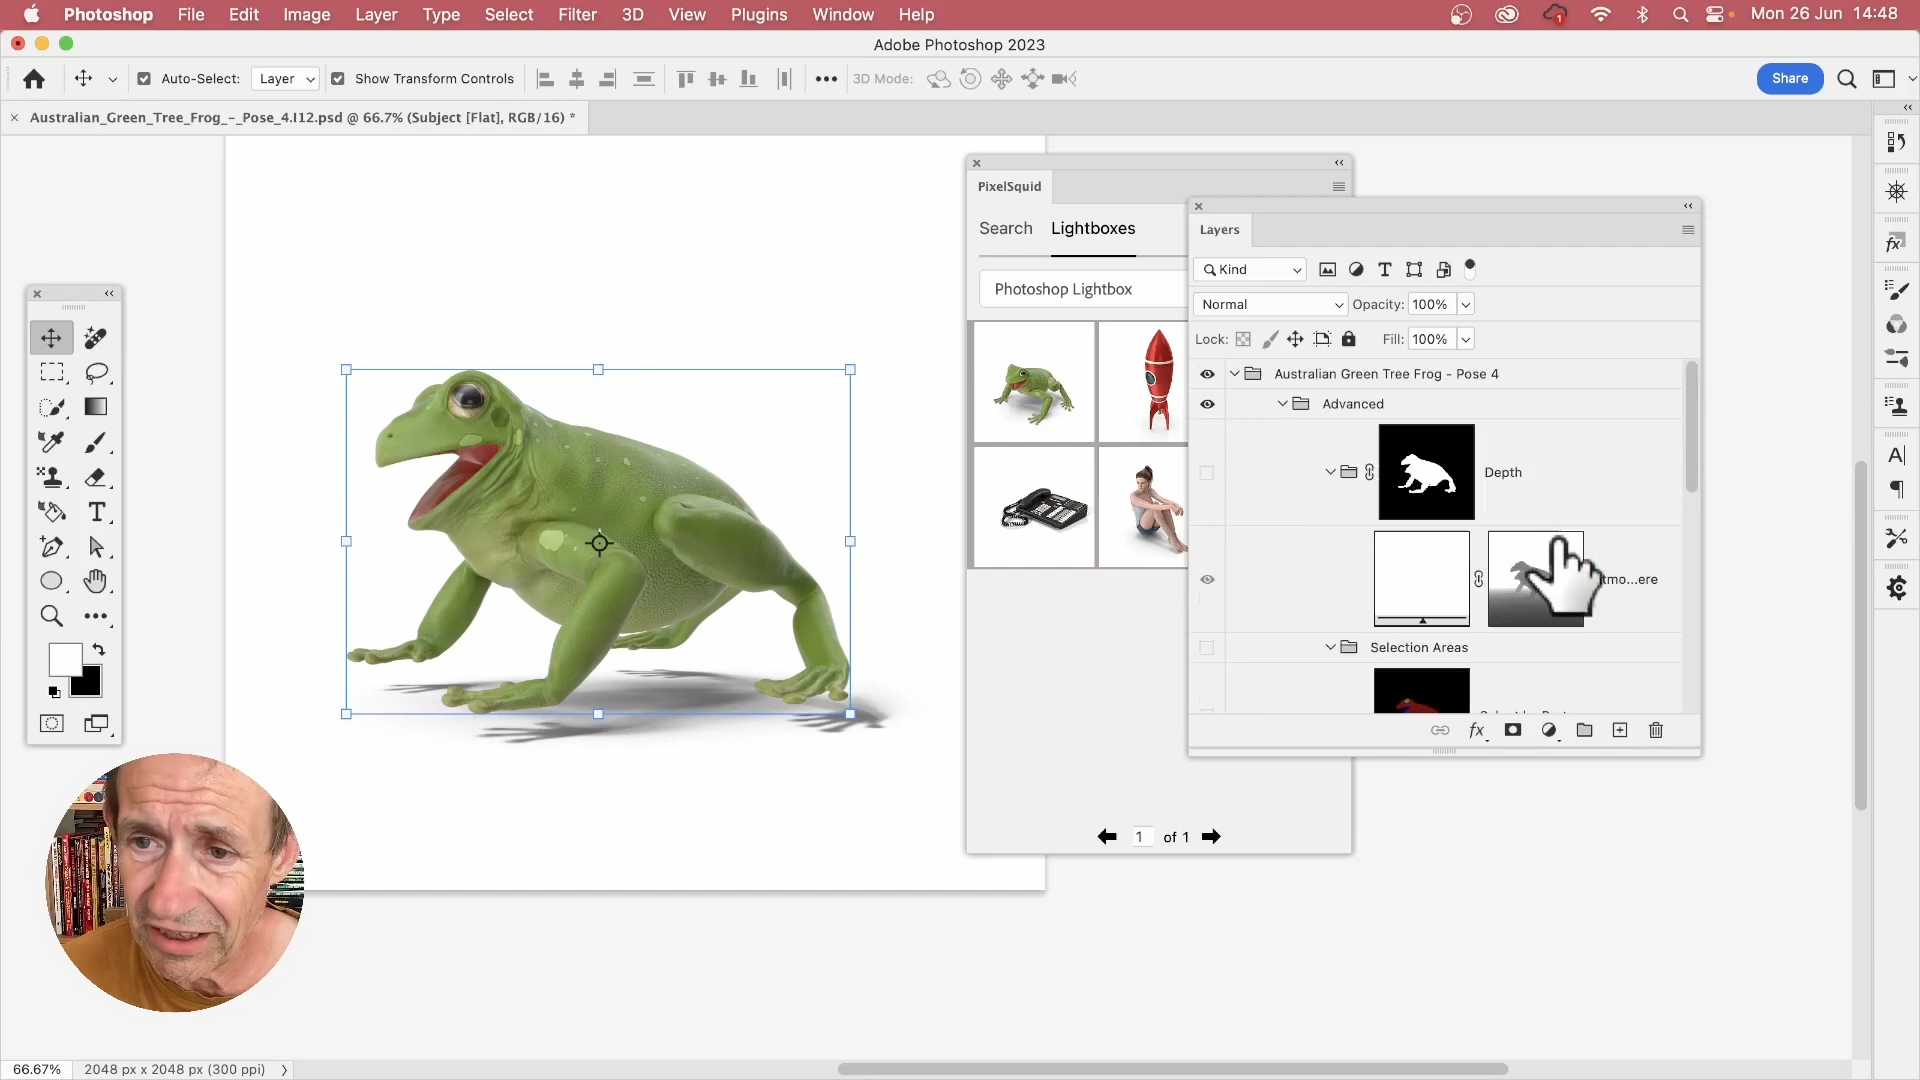 Photoshop File Edit Image Layer Type Select Filter 3D View Plugins Window Help
1
Mon 26 Jun 14:48
Adobe Photoshop 2023
Auto-Select: Layer Show Transform Controls
3D Mode:
Share
Australian_Green_Tree_Frog_-_Pose_4.I12.psd @ 66.7% (Subject [Flat], RGB/16) *
PixelSquid
Search Lightboxes
Photoshop Lightbox
Layers
Kind
Normal Opacity: 100%
Lock: Fill: 100%
Australian Green Tree Frog - Pose 4
Advanced
Depth
tmo...ere
Selection Areas
fx
1 of 1
66.67% 2048 px x 2048 px (300 ppi)